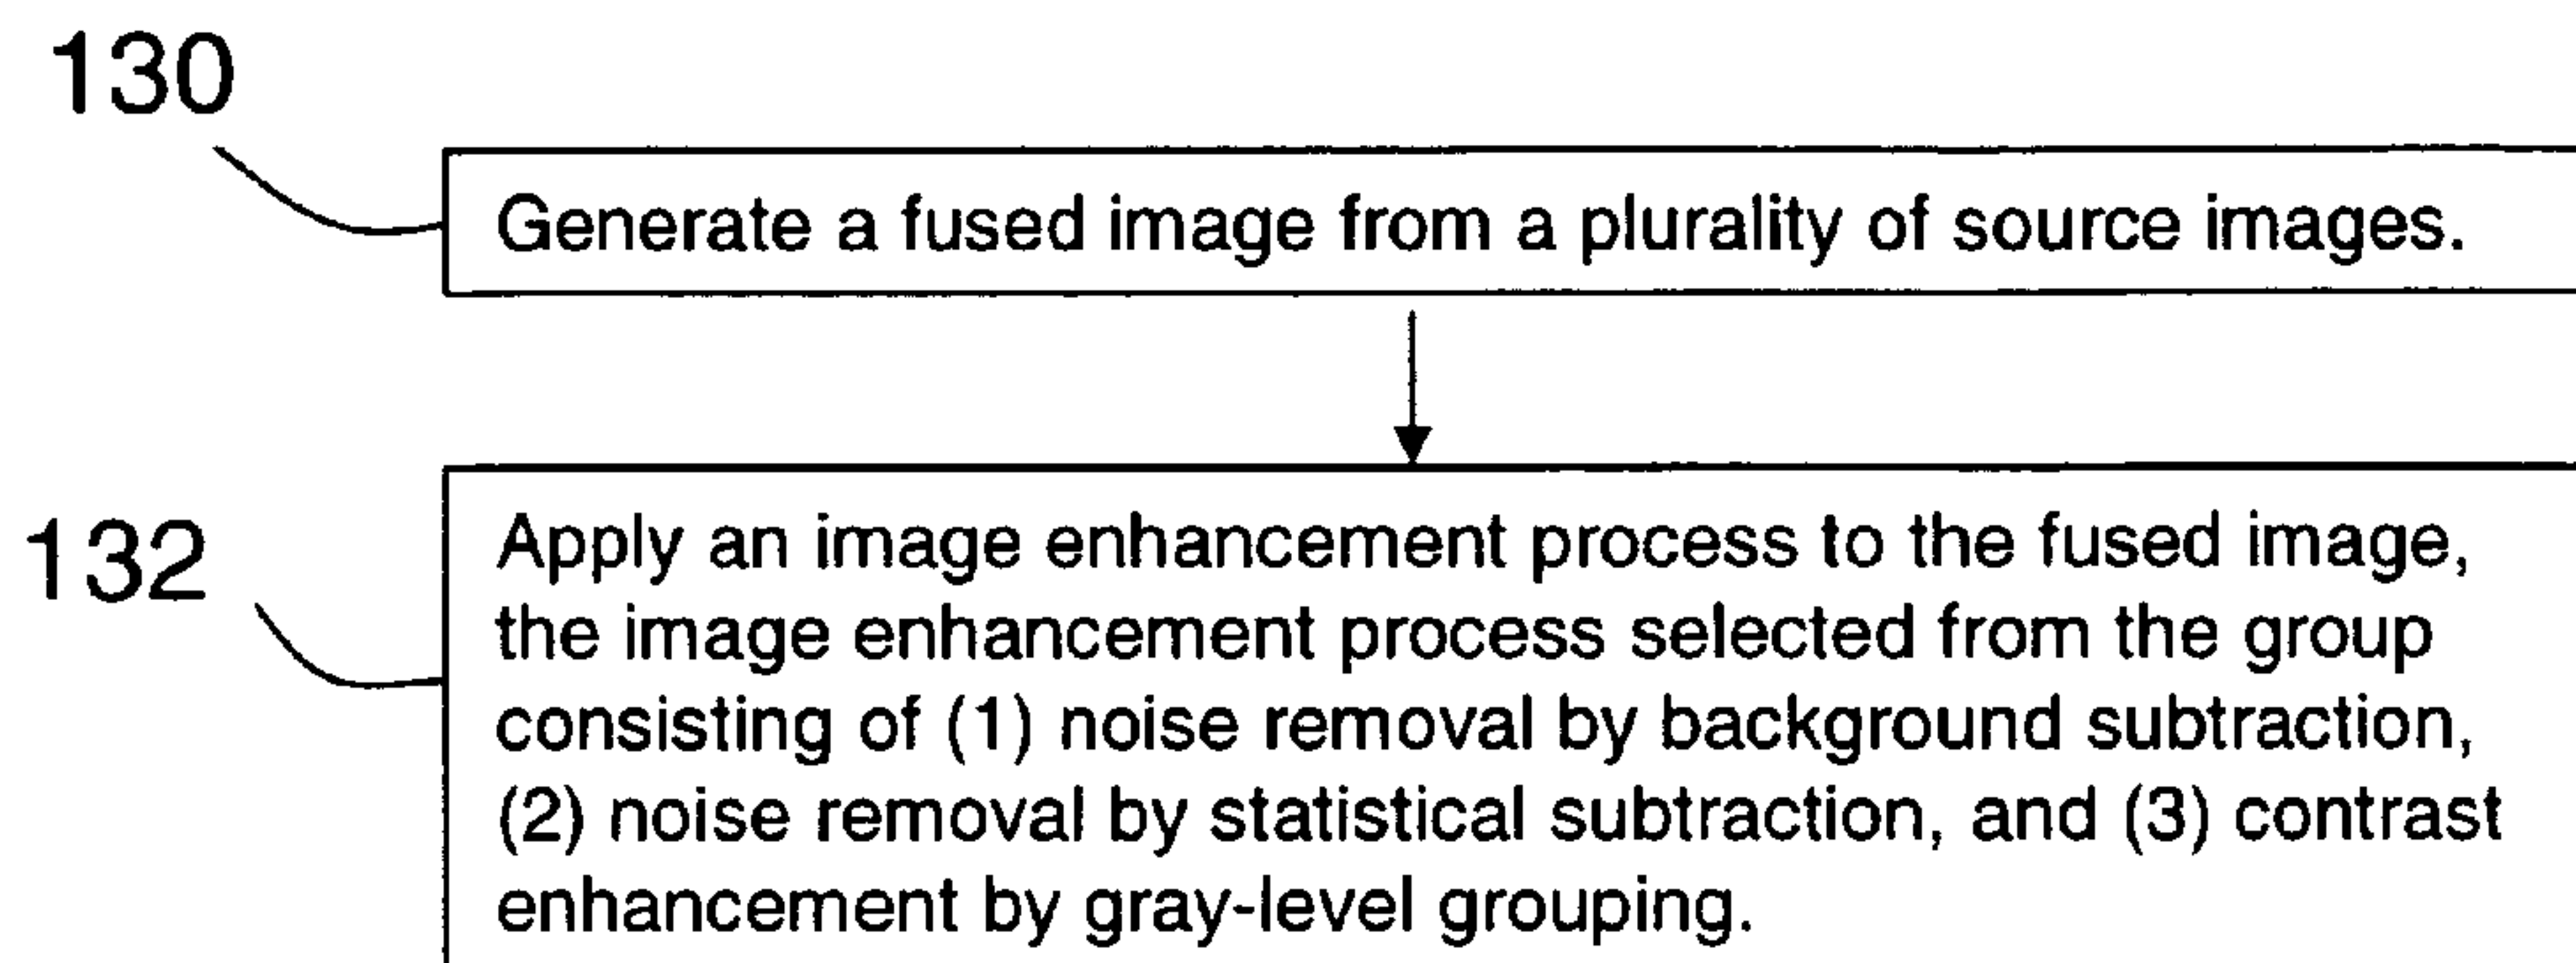 130
Generate a fused image from a plurality of source images.
132
Apply an image enhancement process to the fused image,
the image enhancement process selected from the group
consisting of (1) noise removal by background subtraction,
(2) noise removal by statistical subtraction, and (3) contrast
enhancement by gray-level grouping.